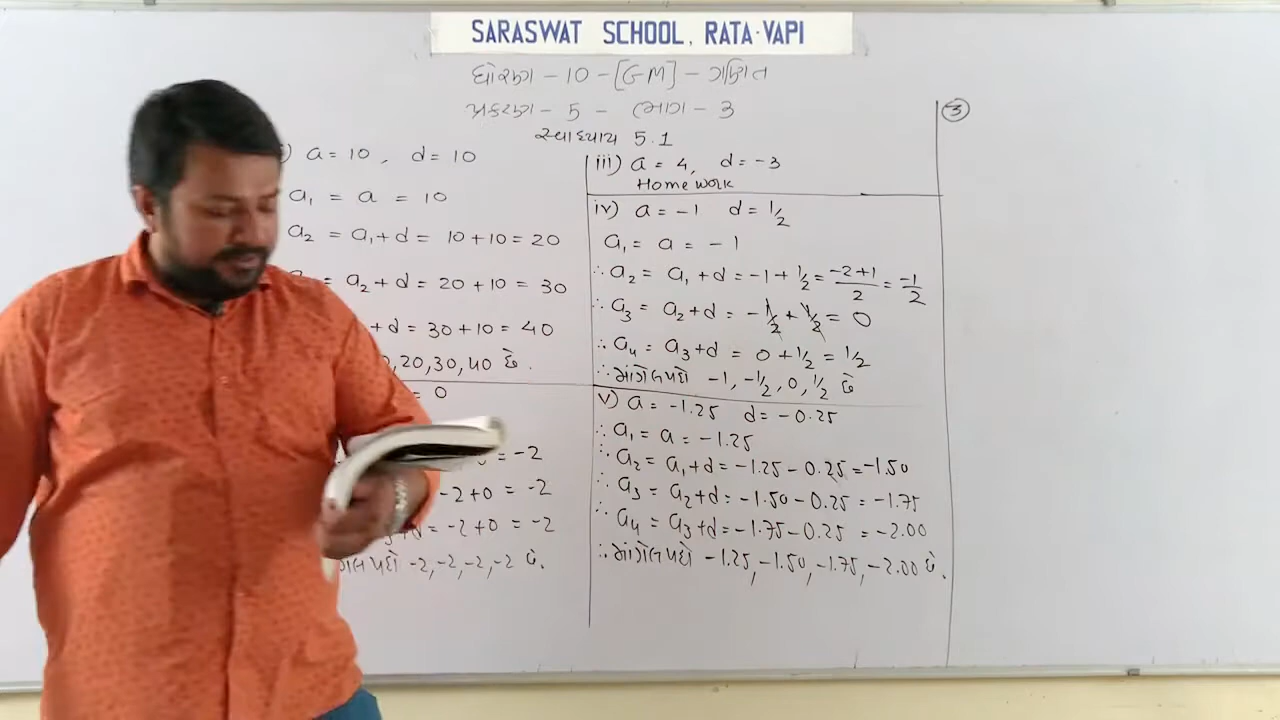 SARASWAT SCHOOL, RATA-VAPI
ધોરણ - 10 - [GM] - ગણિત
પ્રકરણ - 5 - ભાગ - 3
સ્વાધ્યાય 5.1
) a = 10, d = 10
a₁ = a = 10
a₂ = a₁ + d = 10 + 10 = 20
= a₂ + d = 20 + 10 = 30
+ d = 30 + 10 = 40
,20,30,40 છે.
= 0
= -2
-2 + 0 = -2
+ d = -2 + 0 = -2
પદો -2, -2, -2, -2 છે.
iii) a = 4, d = -3
Home work
iv) a = -1 d = 1/2
a₁ = a = -1
∴ a₂ = a₁ + d = -1 + 1/2 = -2+1/2 = -1/2
∴ a₃ = a₂ + d = -1/2 + 1/2 = 0
∴ a₄ = a₃ + d = 0 + 1/2 = 1/2
∴ માંગેલ પદો -1, -1/2, 0, 1/2 છે
v) a = -1.25 d = -0.25
∴ a₁ = a = -1.25
∴ a₂ = a₁ + d = -1.25 - 0.25 = -1.50
∴ a₃ = a₂ + d = -1.50 - 0.25 = -1.75
∴ a₄ = a₃ + d = -1.75 - 0.25 = -2.00
∴ માંગેલ પદો -1.25, -1.50, -1.75, -2.00 છે.
3